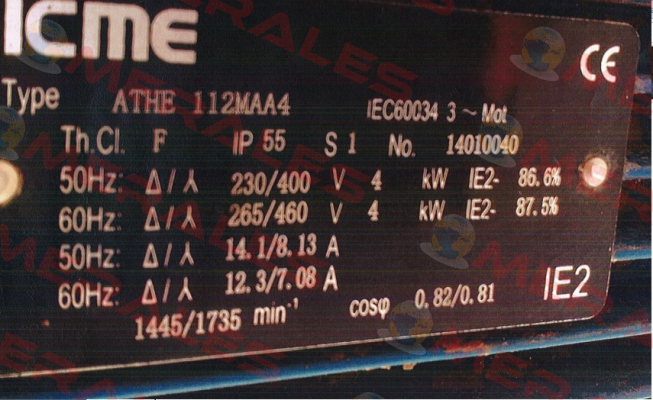 ICME
CE
Type ATHE 112MAA4 IEC60034 3~Mot
Th.Cl. F IP 55 S1 No. 14010040
50Hz: Δ/⅄ 230/400 V 4 kW IE2- 86.6%
60Hz: Δ/⅄ 265/460 V 4 kW IE2- 87.5%
50Hz: Δ/⅄ 14.1/8.13 A
60Hz: Δ/⅄ 12.3/7.08 A
1445/1735 min⁻¹ cosφ 0.82/0.81 IE2